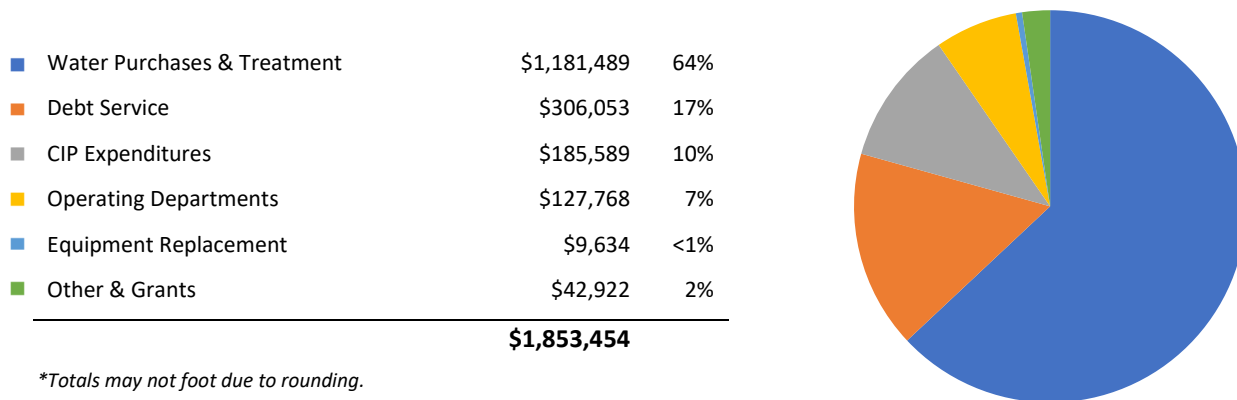 Water Purchases & Treatment $1,181,489 64%
Debt Service $306,053 17%
CIP Expenditures $185,589 10%
Operating Departments $127,768 7%
Equipment Replacement $9,634 <1%
Other & Grants $42,922 2%
$1,853,454
*Totals may not foot due to rounding.